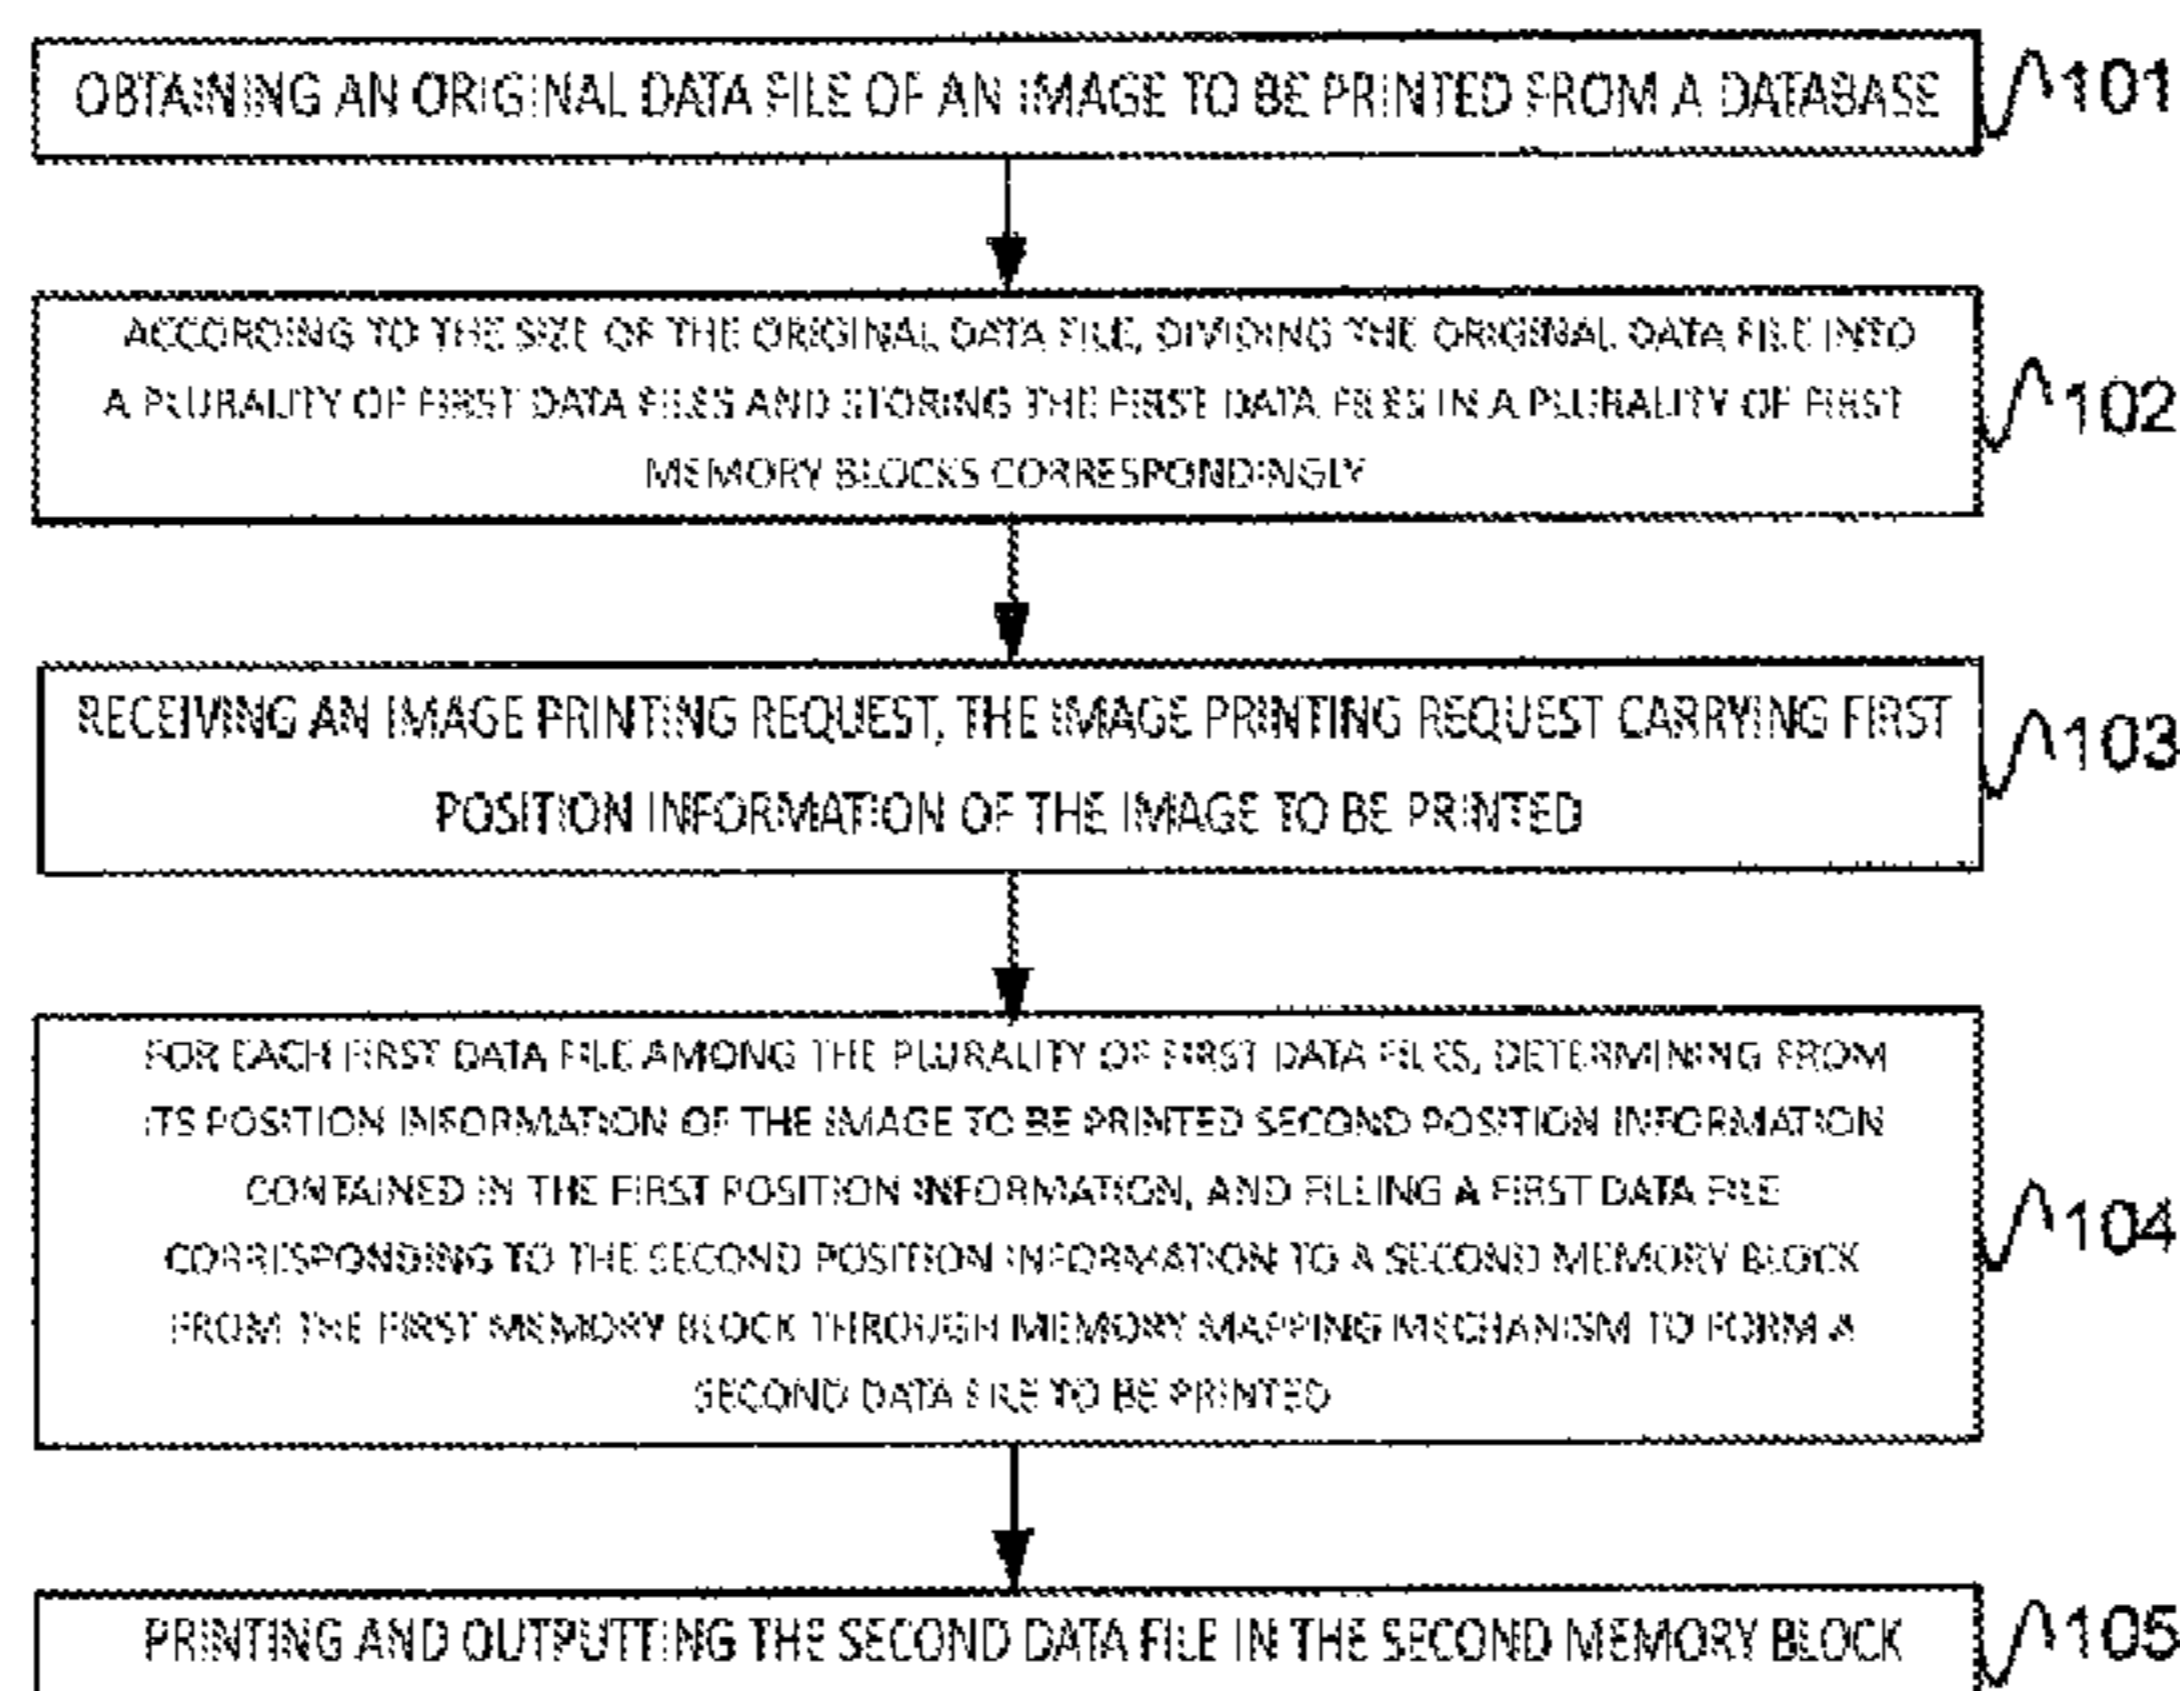 OBTAINING AN ORIGINAL DATA FILE OF AN IMAGE TO BE PRINTED FROM A DATABASE
101
ACCORDING TO THE SIZE OF THE ORIGINAL DATA FILE, DIVIDING THE ORIGINAL DATA FILE INTO
A PLURALITY OF FIRST DATA FILES AND STORING THE FIRST DATA FILES IN A PLURALITY OF FIRST
MEMORY BLOCKS CORRESPONDINGLY
102
RECEIVING AN IMAGE PRINTING REQUEST, THE IMAGE PRINTING REQUEST CARRYING FIRST
POSITION INFORMATION OF THE IMAGE TO BE PRINTED
103
FOR EACH FIRST DATA FILE AMONG THE PLURALITY OF FIRST DATA FILES, DETERMINING FROM
ITS POSITION INFORMATION OF THE IMAGE TO BE PRINTED SECOND POSITION INFORMATION
CONTAINED IN THE FIRST POSITION INFORMATION, AND FILLING A FIRST DATA FILE
CORRESPONDING TO THE SECOND POSITION INFORMATION TO A SECOND MEMORY BLOCK
FROM THE FIRST MEMORY BLOCK THROUGH MEMORY MAPPING MECHANISM TO FORM A
SECOND DATA FILE TO BE PRINTED
104
PRINTING AND OUTPUTTING THE SECOND DATA FILE IN THE SECOND MEMORY BLOCK
105